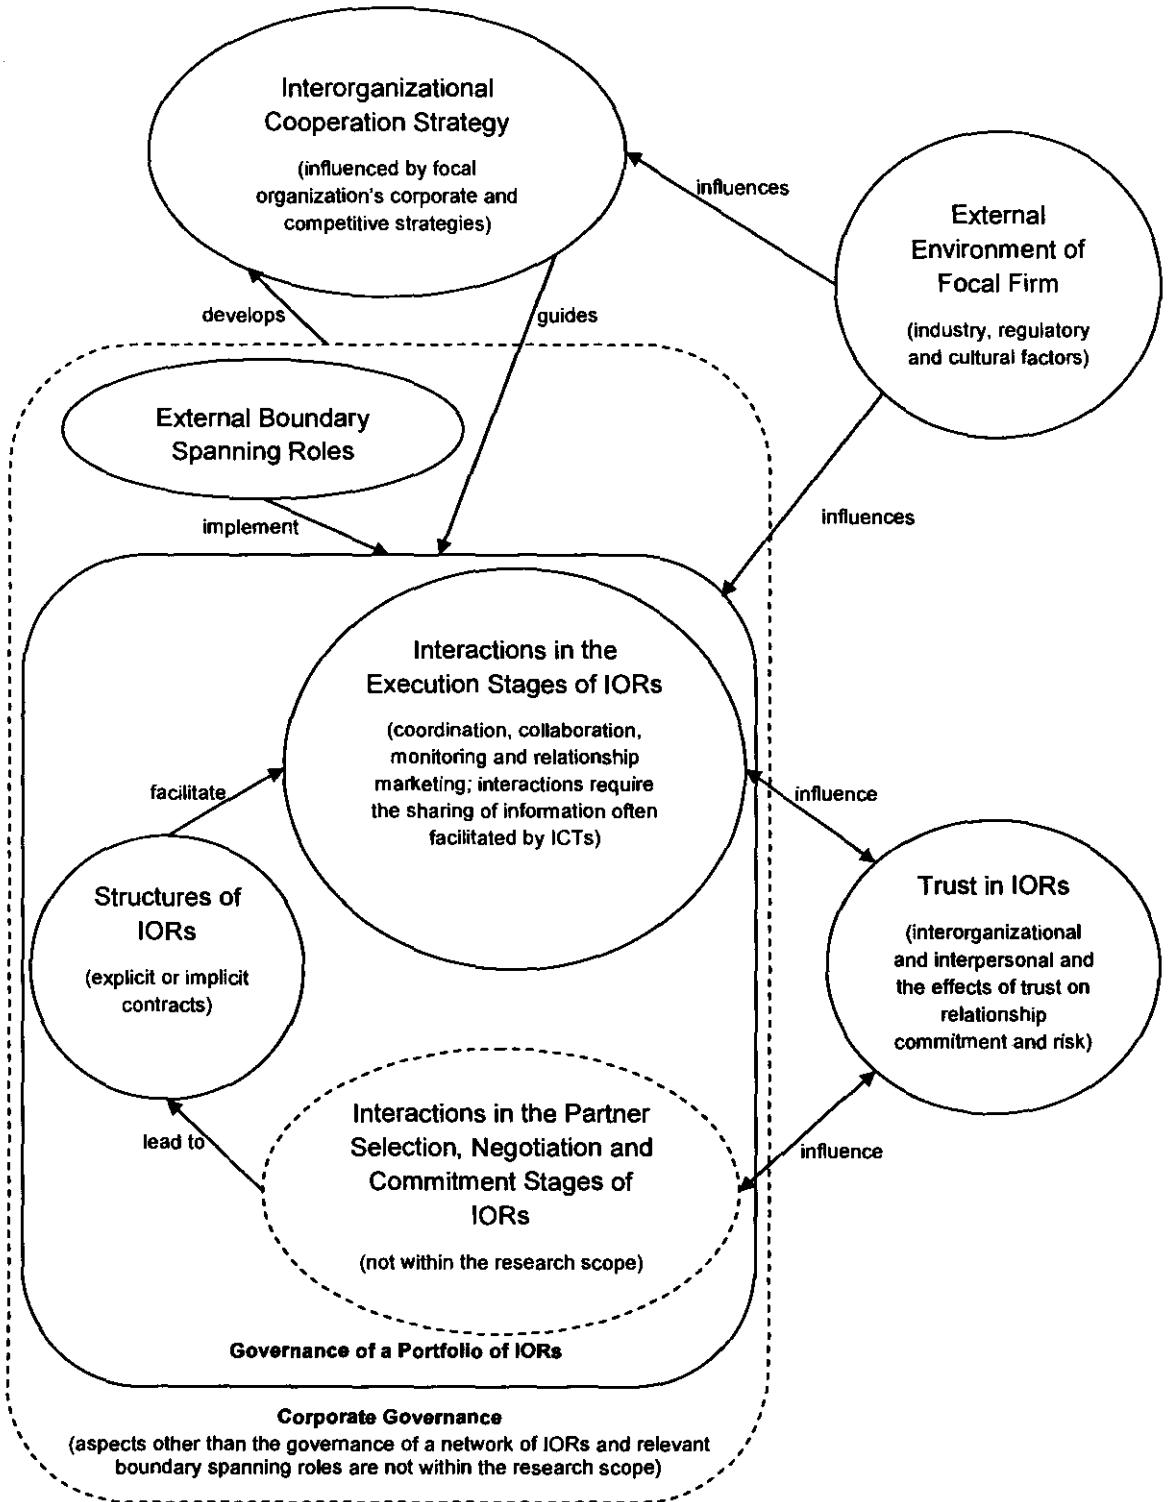 Interorganizational
Cooperation Strategy
(influenced by focal
organization's corporate and
competitive strategies)
influences
External
Environment of
Focal Firm
(industry, regulatory
and cultural factors)
develops
guides
External Boundary
Spanning Roles
implement
influences
Interactions in the
Execution Stages of IORs
(coordination, collaboration,
monitoring and relationship
marketing; interactions require
the sharing of information often
facilitated by ICTs)
facilitate
influence
Structures of
IORs
(explicit or implicit
contracts)
Trust in IORs
(interorganizational
and interpersonal and
the effects of trust on
relationship
commitment and risk)
Interactions in the Partner
Selection, Negotiation and
Commitment Stages of
IORs
(not within the research scope)
lead to
influence
Governance of a Portfolio of IORs
Corporate Governance
(aspects other than the governance of a network of IORs and relevant
boundary spanning roles are not within the research scope)